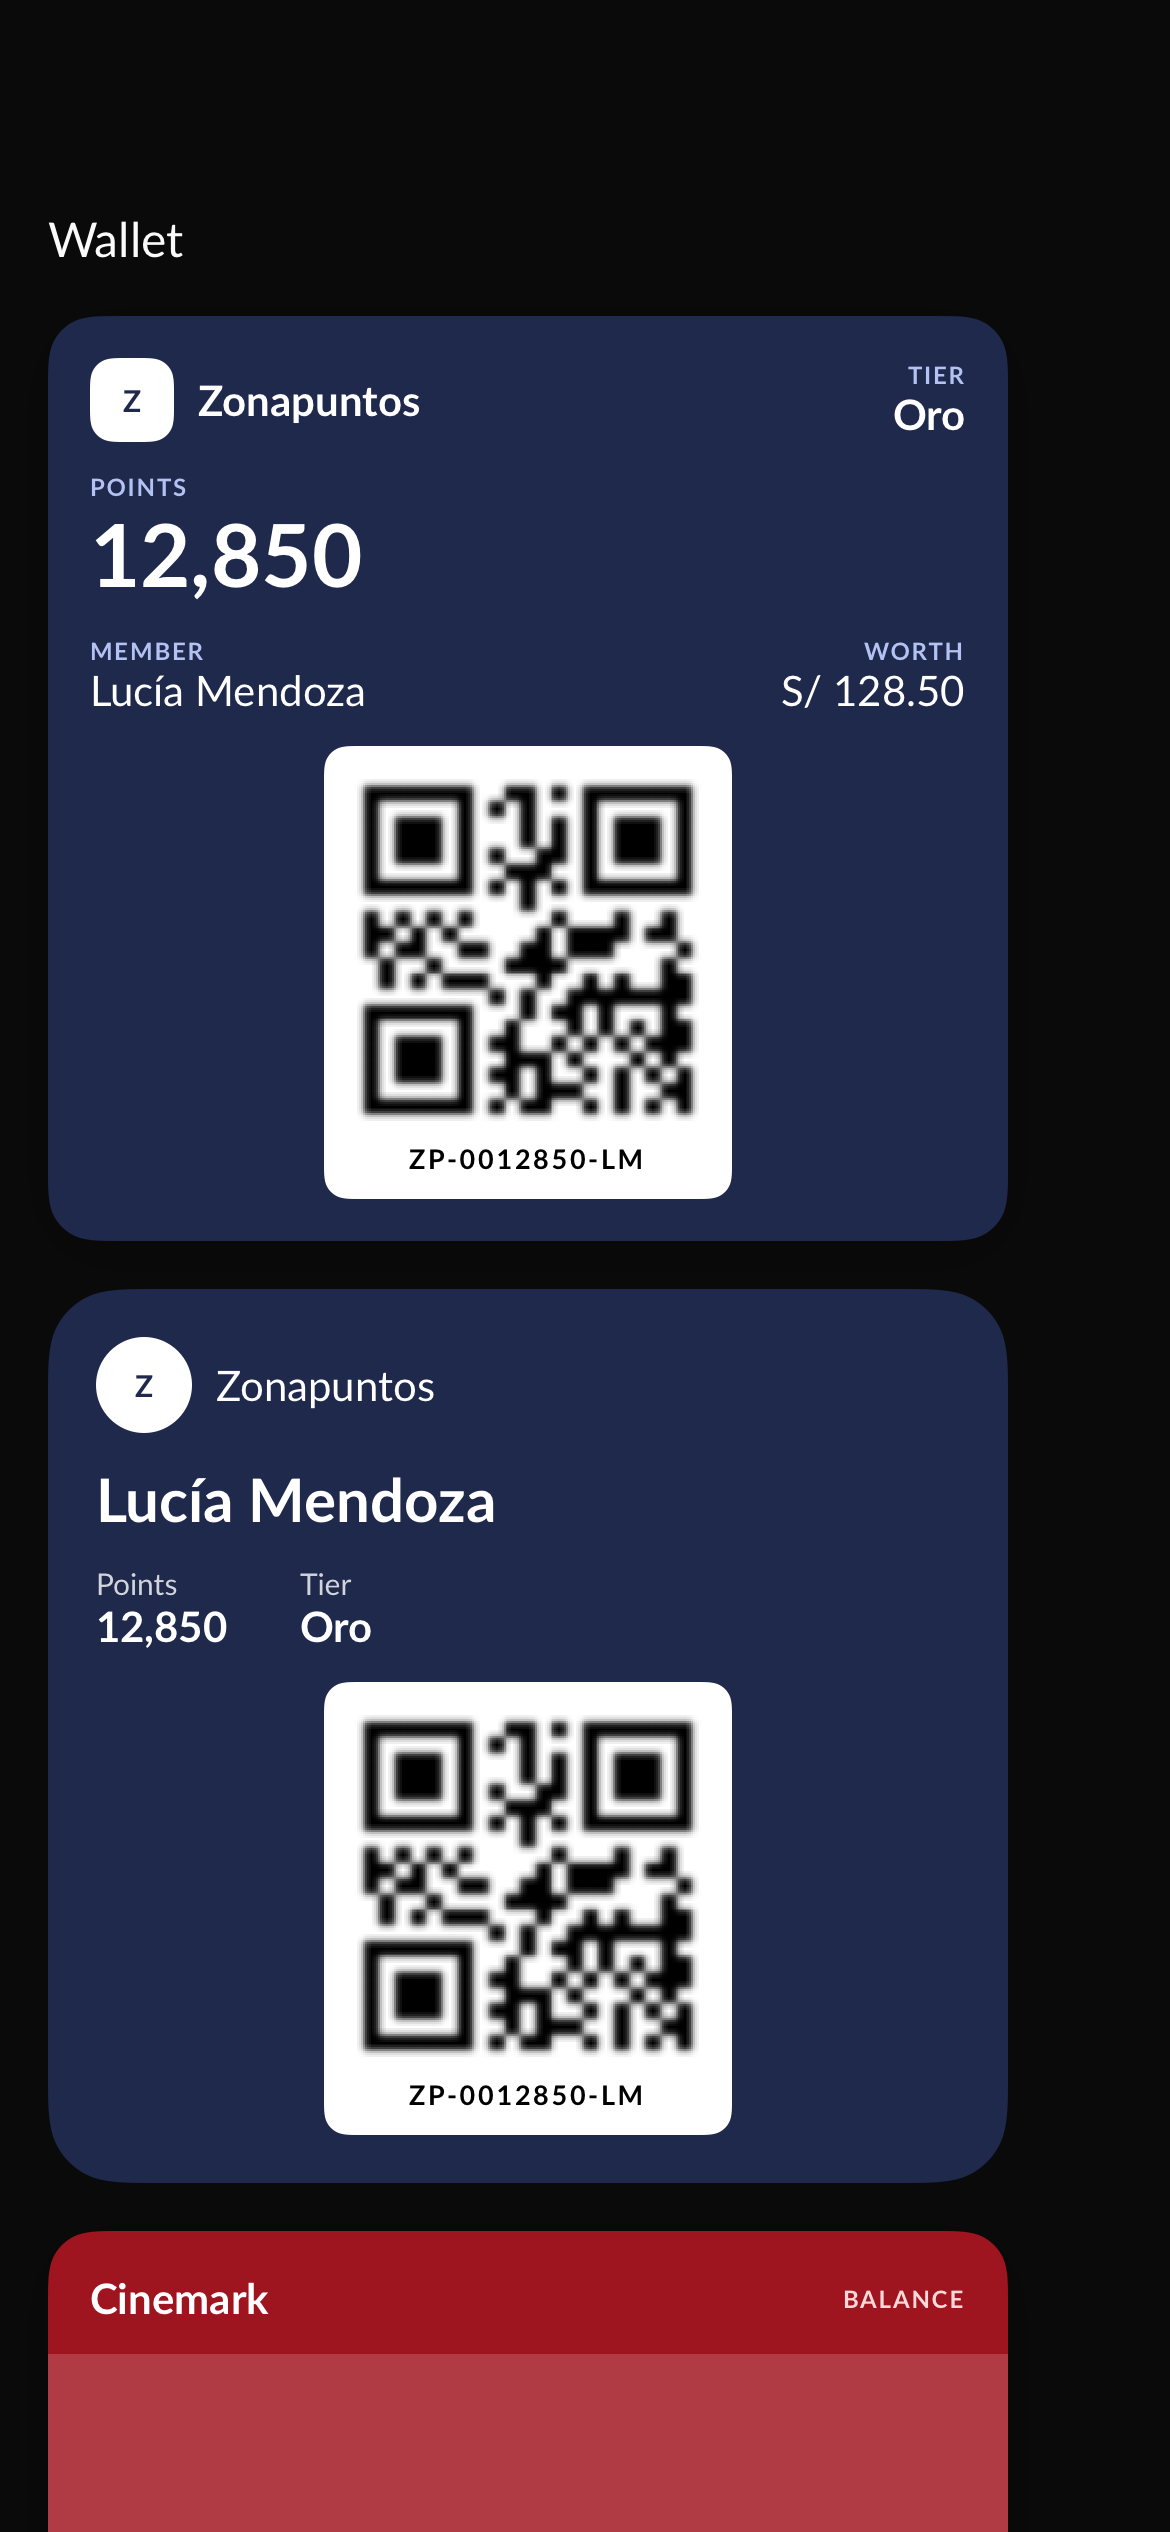 Wallet
Z Zonapuntos
TIER
Oro
POINTS
12,850
MEMBER
Lucía Mendoza
WORTH
S/ 128.50
ZP-0012850-LM
Z Zonapuntos
Lucía Mendoza
Points Tier
12,850 Oro
ZP-0012850-LM
Cinemark BALANCE